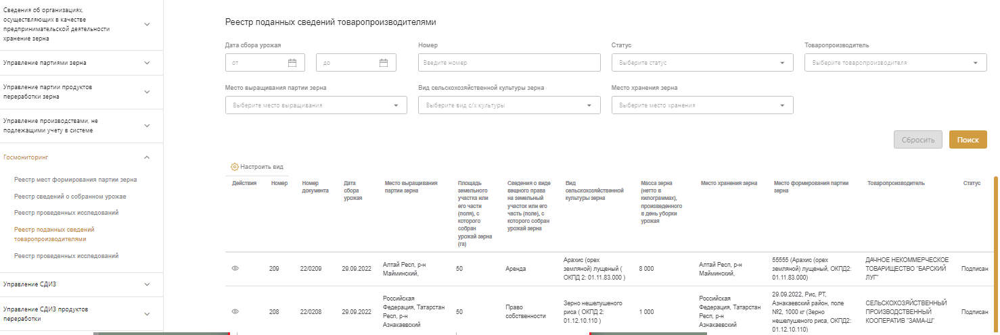 Сведения об организациях,
осуществляющих в качестве
предпринимательской деятельности
хранение зерна
Управление партиями зерна
Управление партии продуктов
переработки зерна
Управление производствами, не
подлежащими учету в системе
Госмониторинг
Реестр мест формирования партии зерна
Реестр сведений о собранном урожае
Реестр проведенных исследований
Реестр поданных сведений
товаропроизводителями
Реестр проведенных исследований
Управление СДИЗ
Управление СДИЗ продуктов
переработки
Реестр поданных сведений товаропроизводителями
Дата сбора урожая
Номер
Статус
Товаропроизводитель
от
до
Введите номер
Выберите статус
Выберите товаропроизводителя
Место выращивания партии зерна
Вид сельскохозяйственной культуры зерна
Место хранения зерна
Выберите место выращивания
Выберите вид с/х культуры
Выберите место хранения
Сбросить
Поиск
Настроить вид
Действия
Номер
Номер
документа
Дата
сбора
урожая
Место выращивания
партии зерна
Площадь
земельного
участка или
его части
(поля), с
которого
собран
урожай зерна
(га)
Сведения о виде
вещного права
на земельный
участок или его
часть (поле), с
которого собран
урожай зерна
Вид
сельскохозяйственной
культуры зерна
Масса зерна
(нетто в
килограммах),
произведенного
в день уборки
урожая
Место хранения зерна
Место формирования партии
зерна
Товаропроизводитель
Статус
209
22/0209
29.09.2022
Алтай Респ, р-н
Майминский,
50
Аренда
Арахис (орех
земляной) лущеный (
ОКПД 2: 01.11.83.000 )
8 000
Алтай Респ, р-н
Майминский,
55555 (Арахис (орех
земляной) лущеный, ОКПД2:
01.11.83.000)
ДАЧНОЕ НЕКОММЕРЧЕСКОЕ
ТОВАРИЩЕСТВО "БАРСКИЙ
ЛУГ"
Подписан
208
22/0208
29.09.2022
Российская
Федерация, Татарстан
Респ, р-н
Азнакаевский
50
Право
собственности
Зерно нешелушеного
риса ( ОКПД 2:
01.12.10.110 )
1 000
Российская
Федерация, Татарстан
Респ, р-н
Азнакаевский
29.09.2022, Рис, РТ,
Азнакаевский район, поле
№2, 1000 кг (Зерно
нешелушеного риса, ОКПД2:
01.12.10.110)
СЕЛЬСКОХОЗЯЙСТВЕННЫЙ
ПРОИЗВОДСТВЕННЫЙ
КООПЕРАТИВ "ЗАМА-Ш"
Подписан